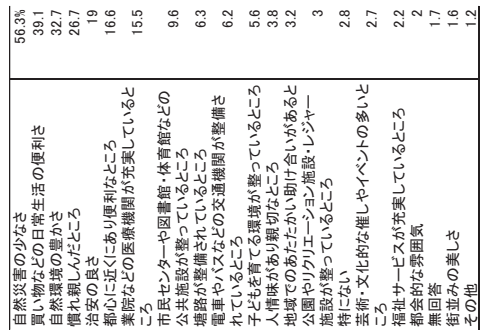 自然災害の少なさ 56.3%
買い物などの日常生活の便利さ 39.1
自然環境の豊かさ 32.7
慣れ親しんだところ 26.7
治安の良さ 19
都心に近くにあり便利なところ 16.6
業院などの医療機関が充実していると 15.5
ころ
市民センターや図書館・体育館などの 9.6
公共施設が整っているところ
塘路が整備されているところ 6.3
電車やバスなどの交通機関が整備さ 6.2
れているところ
子どもを育てる環境が整っているところ 5.6
人情味があり親切なところ 3.8
地域でのあたたかい助け合いがあると 3.2
公園やリクリエーション施設・レジャー 3
施設が整っているところ
特にない 2.8
芸術・文化的な催しやイベントの多いと 2.7
ころ
福祉サービスが充実しているところ 2.2
都会的な雰囲気 2
無回答 1.7
街並みの美しさ 1.6
その他 1.2